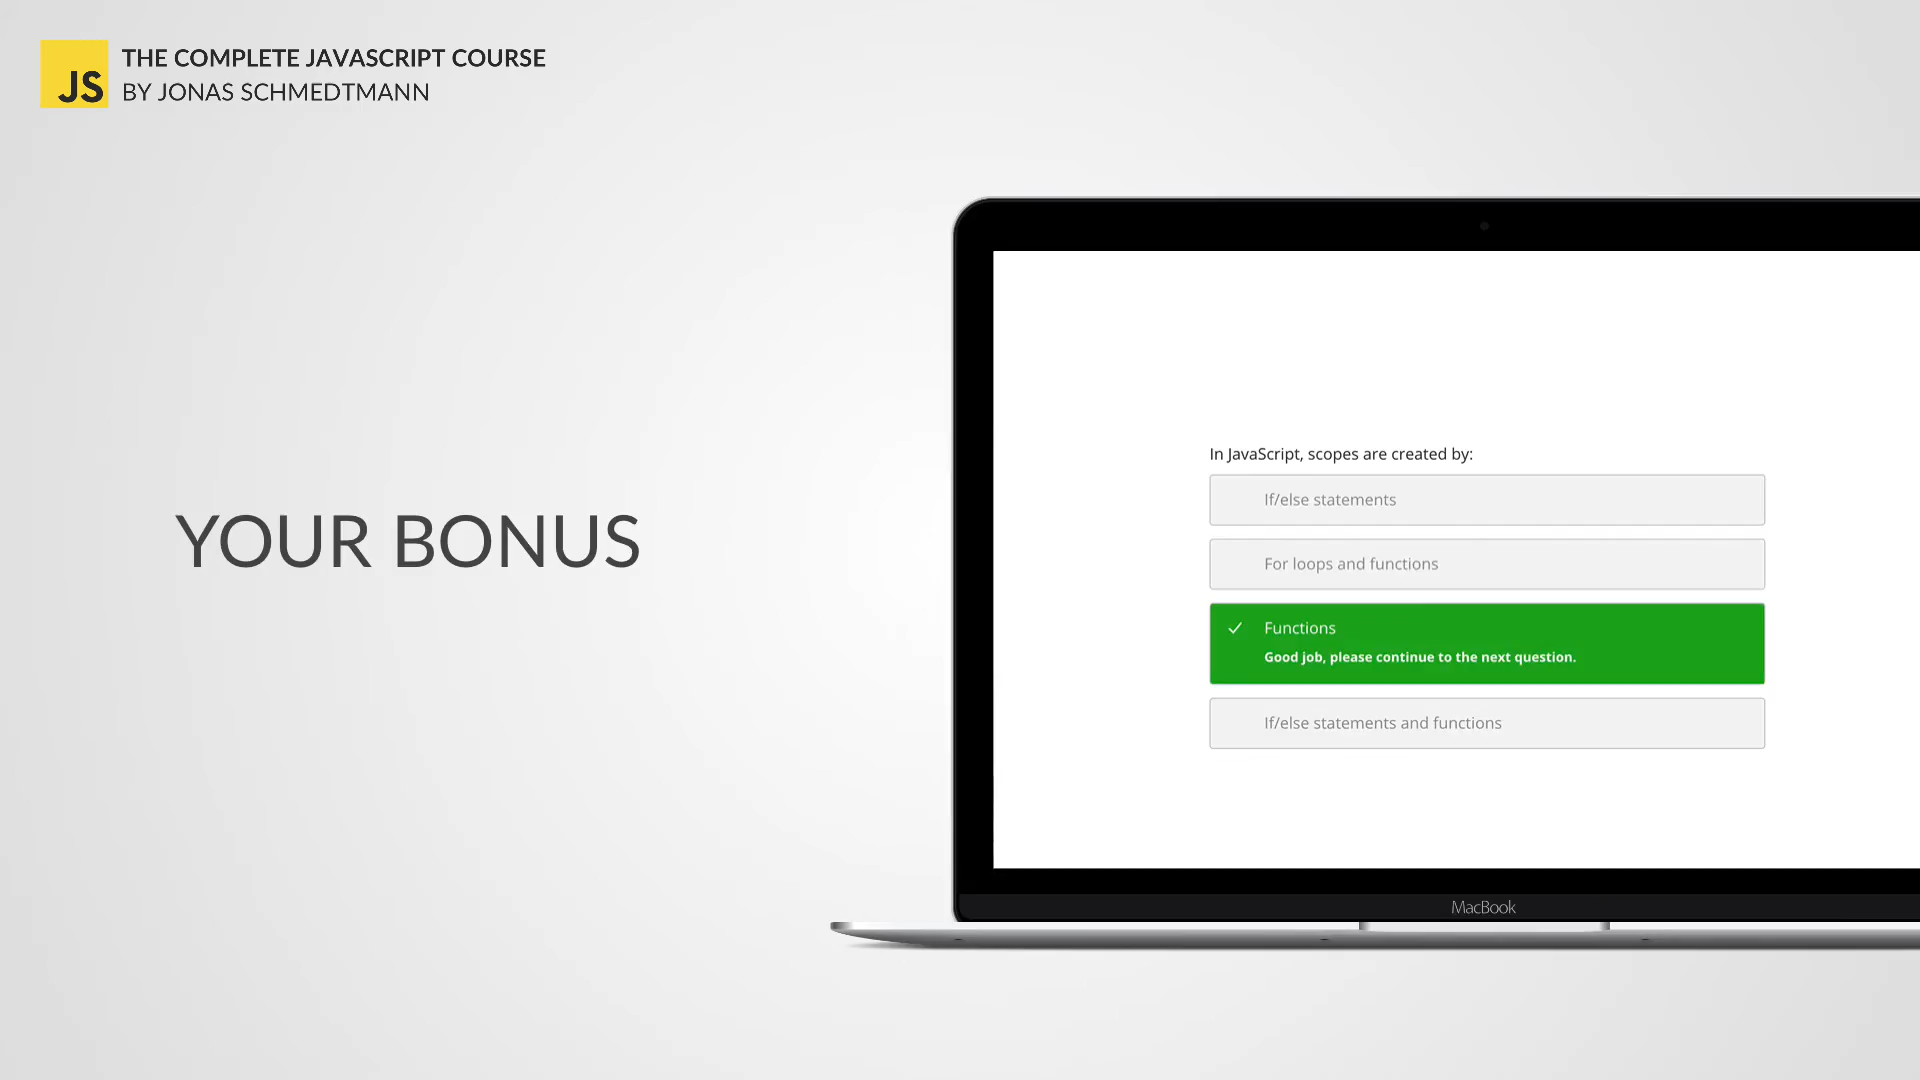 JS
THE COMPLETE JAVASCRIPT COURSE
BY JONAS SCHMEDTMANN
YOUR BONUS
In JavaScript, scopes are created by:
If/else statements
For loops and functions
Functions
Good job, please continue to the next question.
If/else statements and functions
MacBook